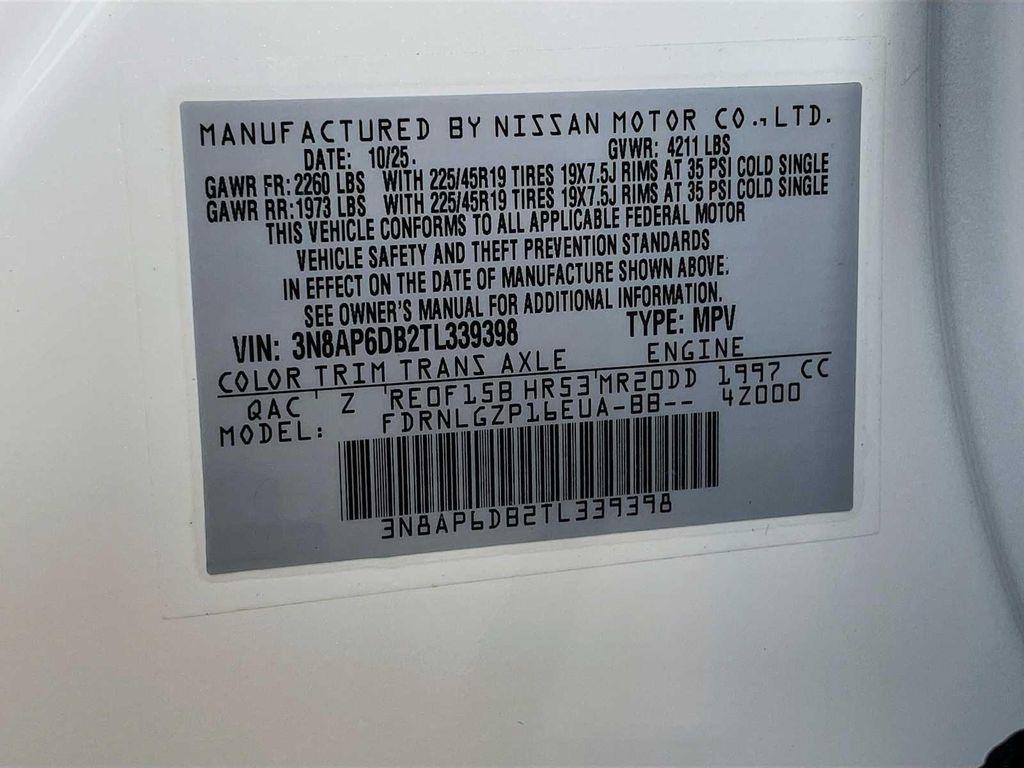 MANUFACTURED BY NISSAN MOTOR CO., LTD.
DATE: 10/25. GVWR: 4211 LBS
GAWR FR: 2260 LBS WITH 225/45R19 TIRES 19X7.5J RIMS AT 35 PSI COLD SINGLE
GAWR RR: 1973 LBS WITH 225/45R19 TIRES 19X7.5J RIMS AT 35 PSI COLD SINGLE
THIS VEHICLE CONFORMS TO ALL APPLICABLE FEDERAL MOTOR
VEHICLE SAFETY AND THEFT PREVENTION STANDARDS
IN EFFECT ON THE DATE OF MANUFACTURE SHOWN ABOVE.
SEE OWNER'S MANUAL FOR ADDITIONAL INFORMATION.
VIN: 3N8AP6DB2TL339398 TYPE: MPV
COLOR TRIM TRANS AXLE ENGINE
QAC Z RE0F15B HR53 MR20DD 1997 CC
MODEL: FDRNLGZP16EUA-BB-- 42000
3N8AP6DB2TL339398